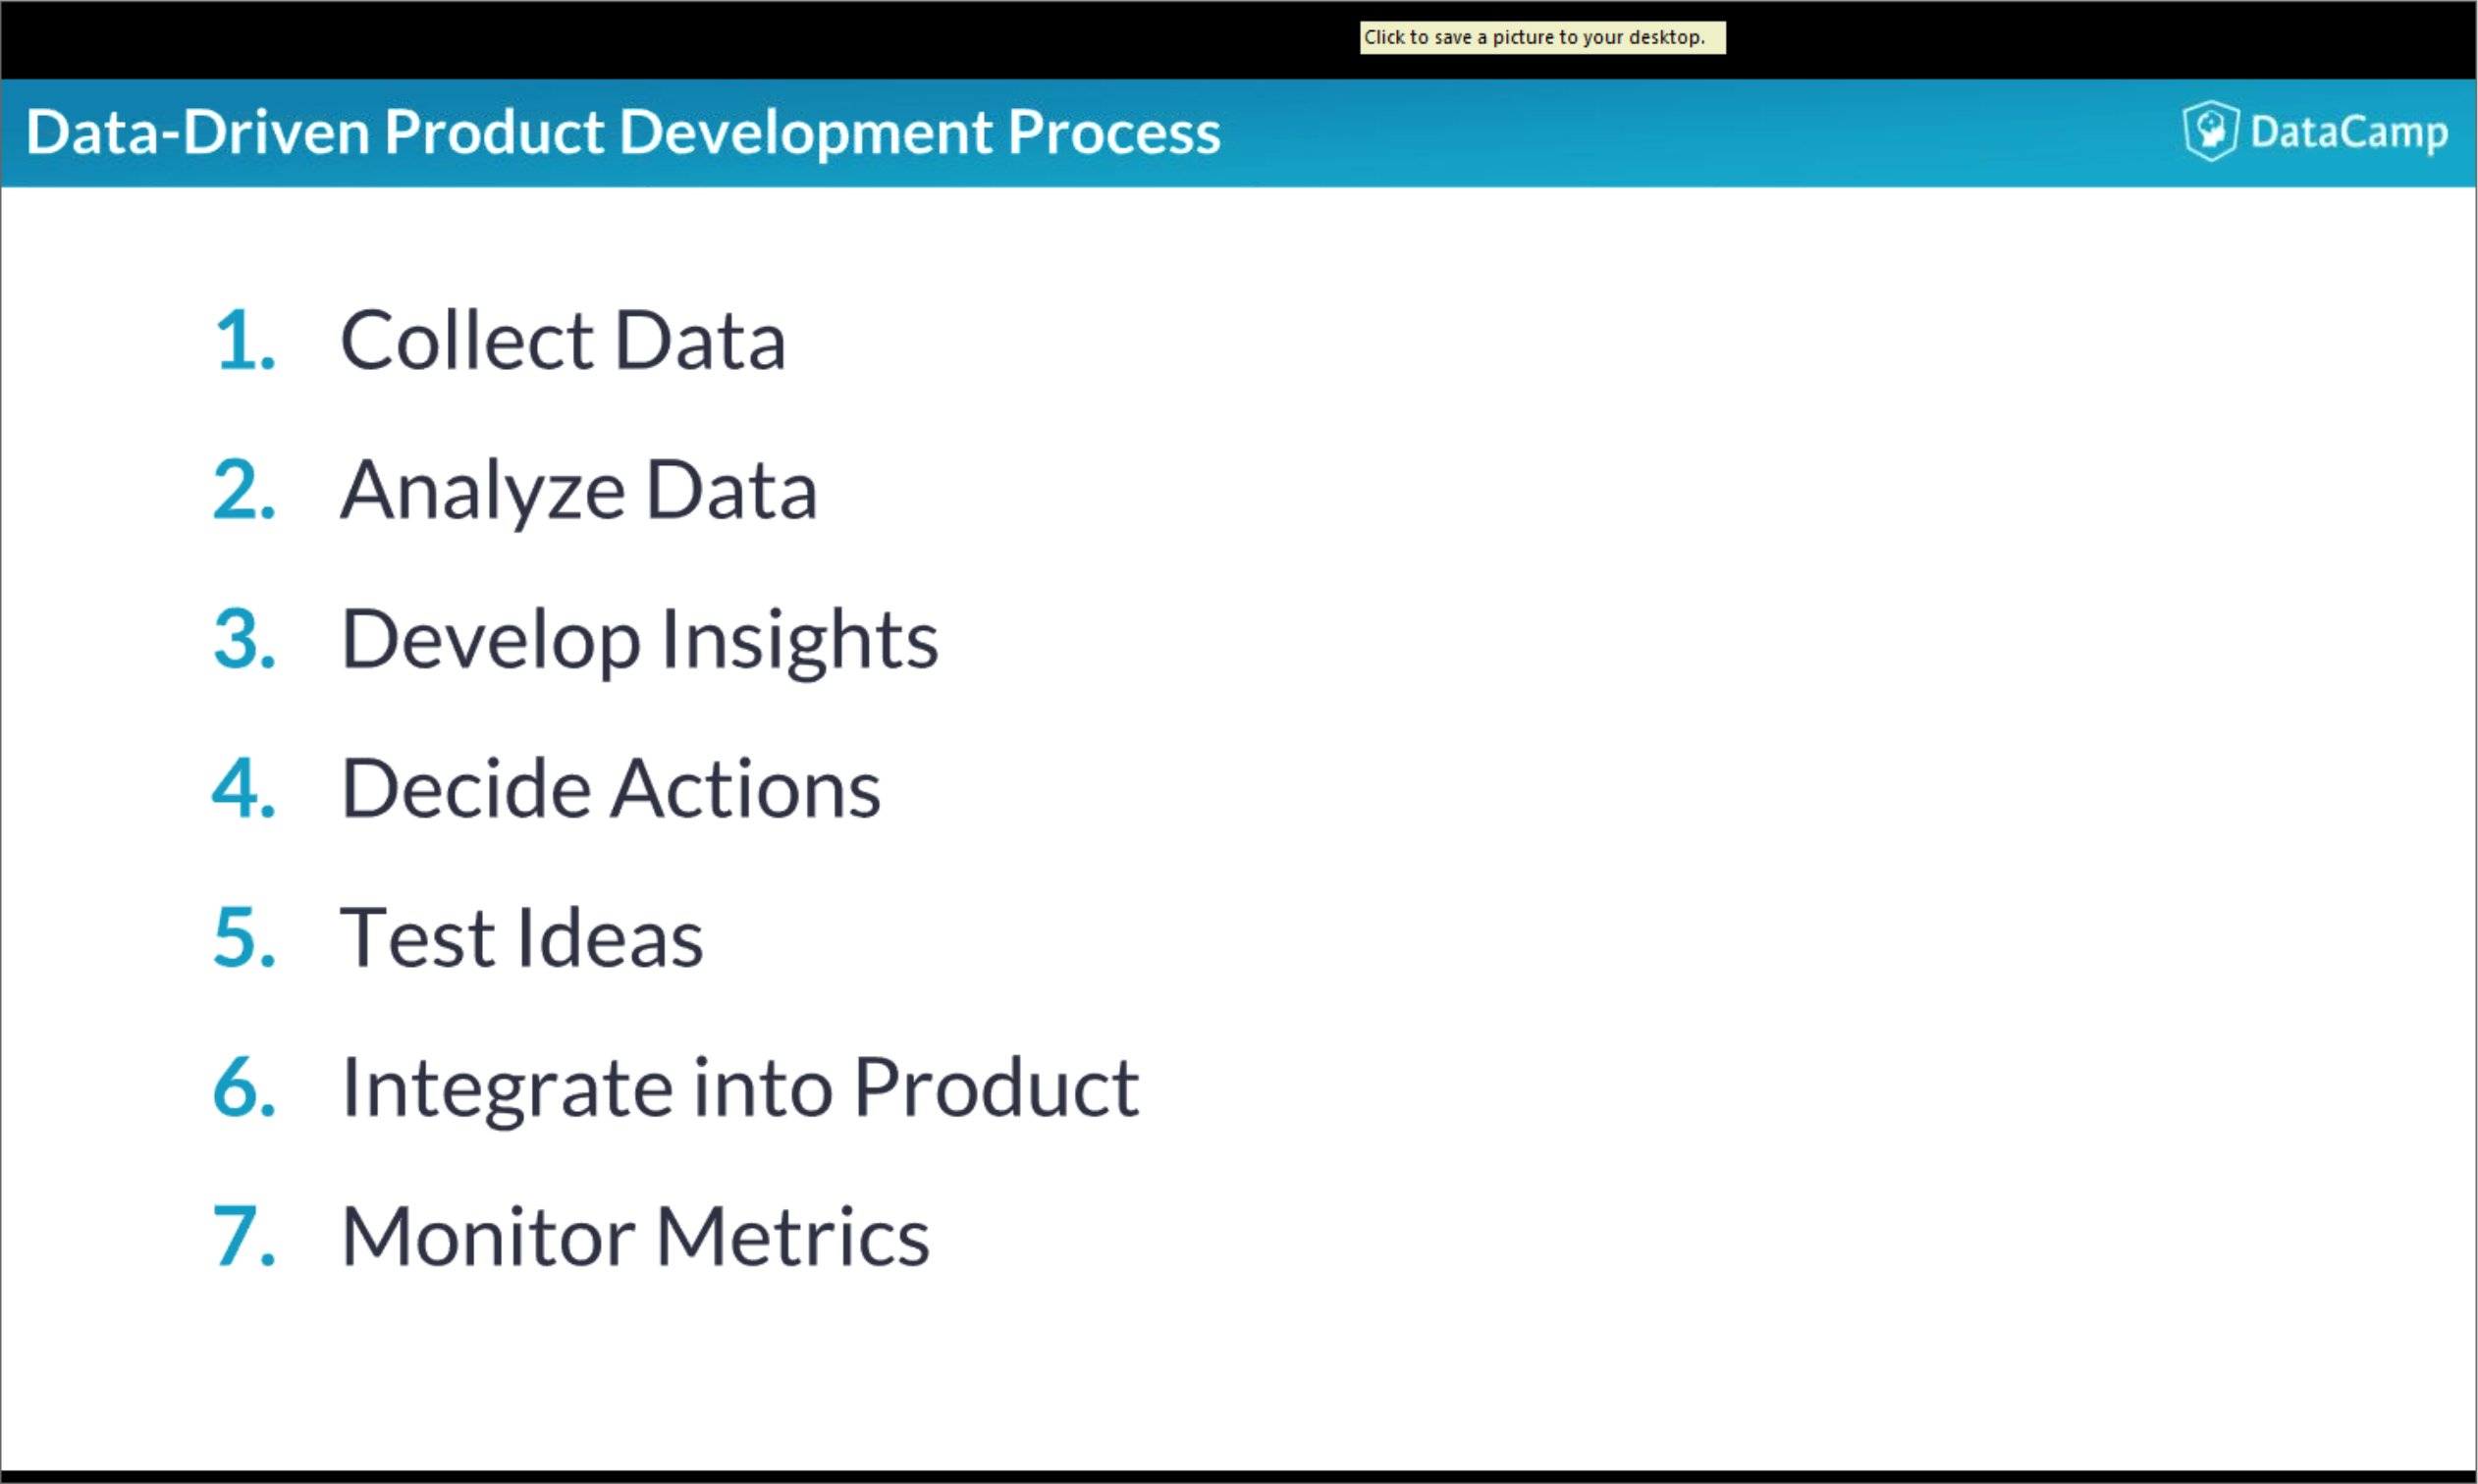 Click to save a picture to your desktop.
Data-Driven Product Development Process
DataCamp
1. Collect Data
2. Analyze Data
3. Develop Insights
4. Decide Actions
5. Test Ideas
6. Integrate into Product
7. Monitor Metrics